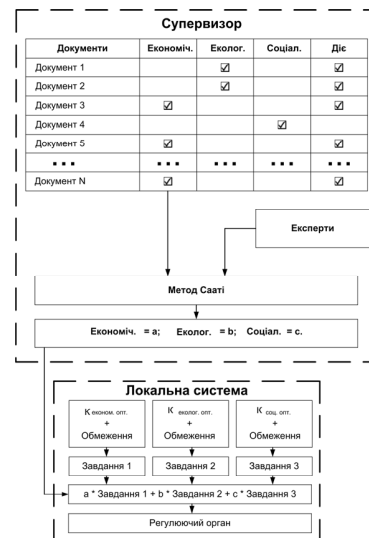 Супервизор
Документи Економіч. Еколог. Соціал. Діє
Документ 1 ☑ ☑
Документ 2 ☑ ☑
Документ 3 ☑ ☑
Документ 4 ☑
Документ 5 ☑ ☑
... ... ... ... ...
Документ N ☑ ☑
Експерти
Метод Сааті
Економіч. = a; Еколог. = b; Соціал. = c.
Локальна система
К економ. опт. К еколог. опт. К соц. опт.
+ + +
Обмеження Обмеження Обмеження
Завдання 1 Завдання 2 Завдання 3
a * Завдання 1 + b * Завдання 2 + c * Завдання 3
Регулюючий орган